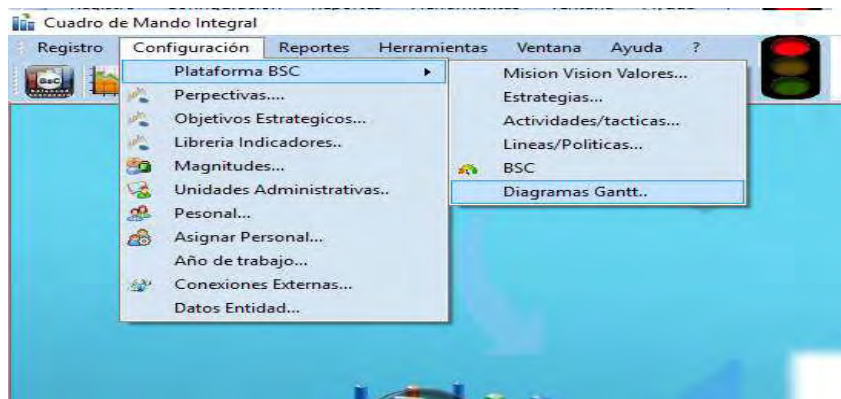 Cuadro de Mando Integral
Registro Configuración Reportes Herramientas Ventana Ayuda ?
BSC
Plataforma BSC
Perpectivas....
Objetivos Estrategicos...
Libreria Indicadores..
Magnitudes...
Unidades Administrativas..
Pesonal...
Asignar Personal...
Año de trabajo...
Conexiones Externas...
Datos Entidad...
Mision Vision Valores...
Estrategias...
Actividades/tacticas...
Lineas/Politicas...
BSC
Diagramas Gantt..